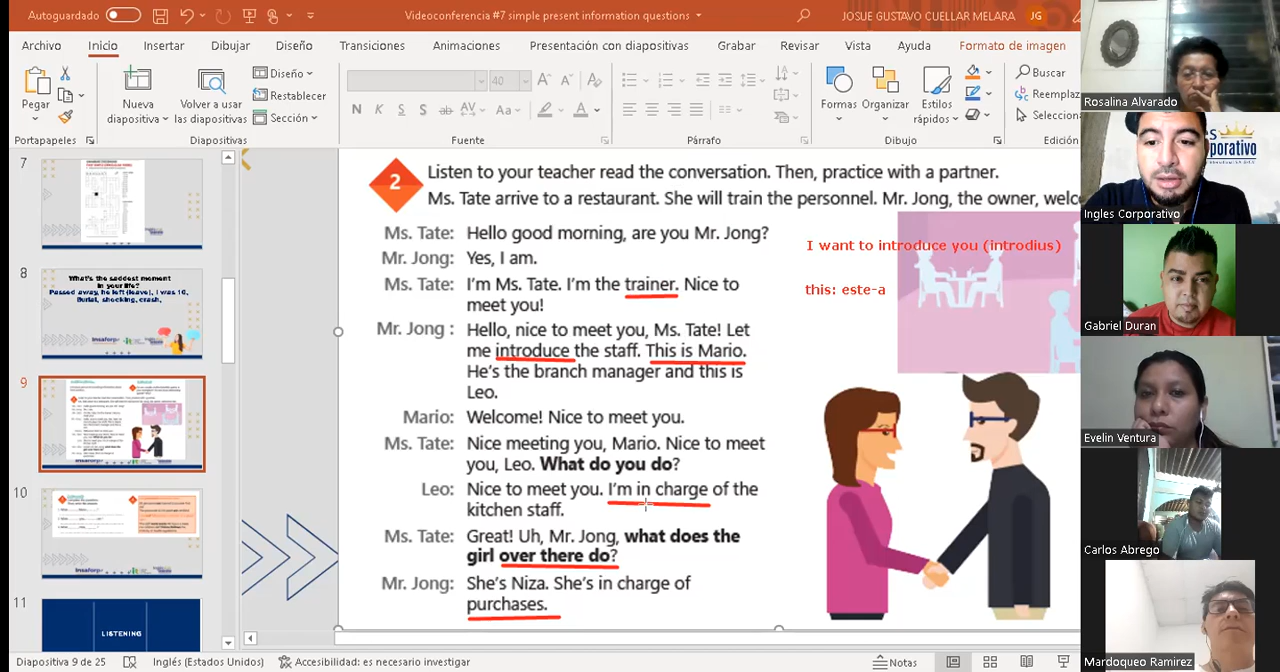 Autoguardado
Videoconferencia #7 simple present information questions
JOSUE GUSTAVO CUELLAR MELARA
JG
Archivo Inicio Insertar Dibujar Diseño Transiciones Animaciones Presentación con diapositivas Grabar Revisar Vista Ayuda Formato de imagen
Pegar
Nueva diapositiva
Volver a usar las diapositivas
Diseño
Restablecer
Sección
40
N K S S ab AV Aa A
Formas
Organizar
Estilos rápidos
Buscar
Reemplaz
Seleccion
Portapapeles Diapositivas Fuente Párrafo Dibujo Edición
7
8
What's the saddest moment
in your life?
Passed away, he left (leave), I was 10,
Burial, shocking, crash,
9
10
11
LISTENING
2
Listen to your teacher read the conversation. Then, practice with a partner.
Ms. Tate arrive to a restaurant. She will train the personnel. Mr. Jong, the owner, welc
Ms. Tate: Hello good morning, are you Mr. Jong?
Mr. Jong: Yes, I am.
Ms. Tate: I'm Ms. Tate. I'm the trainer. Nice to
meet you!
Mr. Jong : Hello, nice to meet you, Ms. Tate! Let
me introduce the staff. This is Mario.
He's the branch manager and this is
Leo.
Mario: Welcome! Nice to meet you.
Ms. Tate: Nice meeting you, Mario. Nice to meet
you, Leo. What do you do?
Leo: Nice to meet you. I'm in charge of the
kitchen staff.
Ms. Tate: Great! Uh, Mr. Jong, what does the
girl over there do?
Mr. Jong: She's Niza. She's in charge of
purchases.
I want to introduce you (introdius)
this: este-a
Rosalina Alvarado
Ingles Corporativo
Gabriel Duran
Evelin Ventura
Carlos Abrego
Mardoqueo Ramirez
Diapositiva 9 de 25
Inglés (Estados Unidos)
Accesibilidad: es necesario investigar
Notas